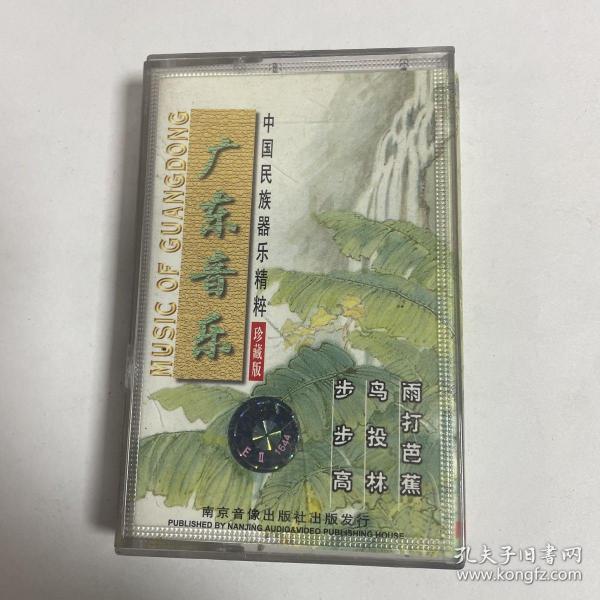 MUSIC OF GUANGDONG
广东音乐
中国民族器乐精粹
珍藏版
雨打芭蕉
鸟投林
步步高
E II 1644
南京音像出版社出版发行
PUBLISHED BY NANJING AUDIO&VIDEO PUBLISHING HOUSE
孔夫子旧书网
www.kongfz.com